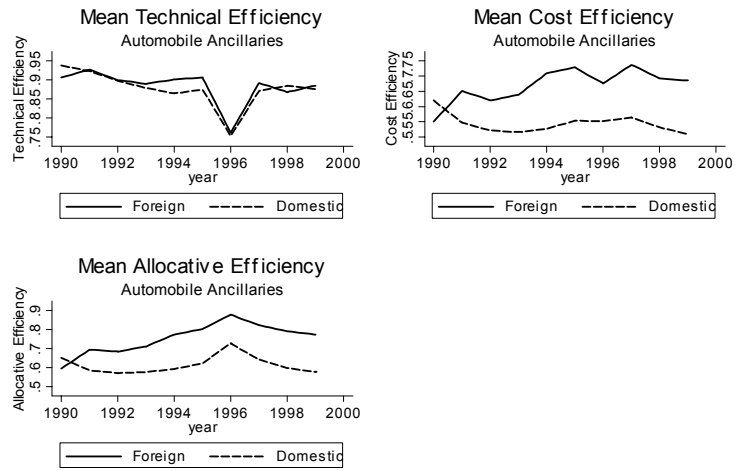 Mean Technical Efficiency
Automobile Ancillaries
Technical Efficiency
.75 .8 .85 .9 .95
1990 1992 1994 1996 1998 2000
year
Foreign Domestic
Mean Cost Efficiency
Automobile Ancillaries
Cost Efficiency
.5 .55 .6 .65 .7 .75
1990 1992 1994 1996 1998 2000
year
Foreign Domestic
Mean Allocative Efficiency
Automobile Ancillaries
Allocative Efficiency
.5 .6 .7 .8 .9
1990 1992 1994 1996 1998 2000
year
Foreign Domestic